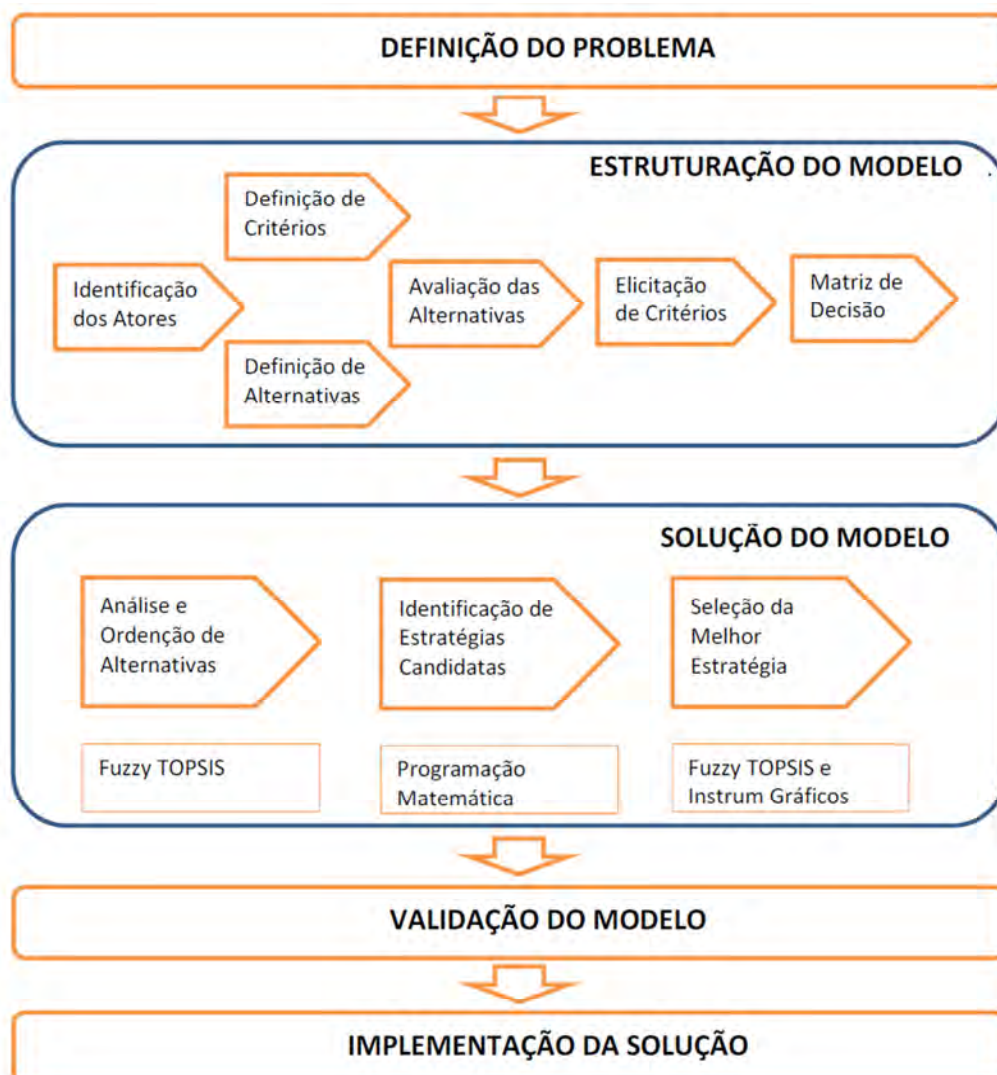 DEFINIÇÃO DO PROBLEMA
ESTRUTURAÇÃO DO MODELO
Identificação
dos Atores
Definição de
Critérios
Definição de
Alternativas
Avaliação das
Alternativas
Elicitação
de Critérios
Matriz de
Decisão
SOLUÇÃO DO MODELO
Análise e
Ordenção de
Alternativas
Identificação de
Estratégias
Candidatas
Seleção da
Melhor
Estratégia
Fuzzy TOPSIS
Programação
Matemática
Fuzzy TOPSIS e
Instrum Gráficos
VALIDAÇÃO DO MODELO
IMPLEMENTAÇÃO DA SOLUÇÃO